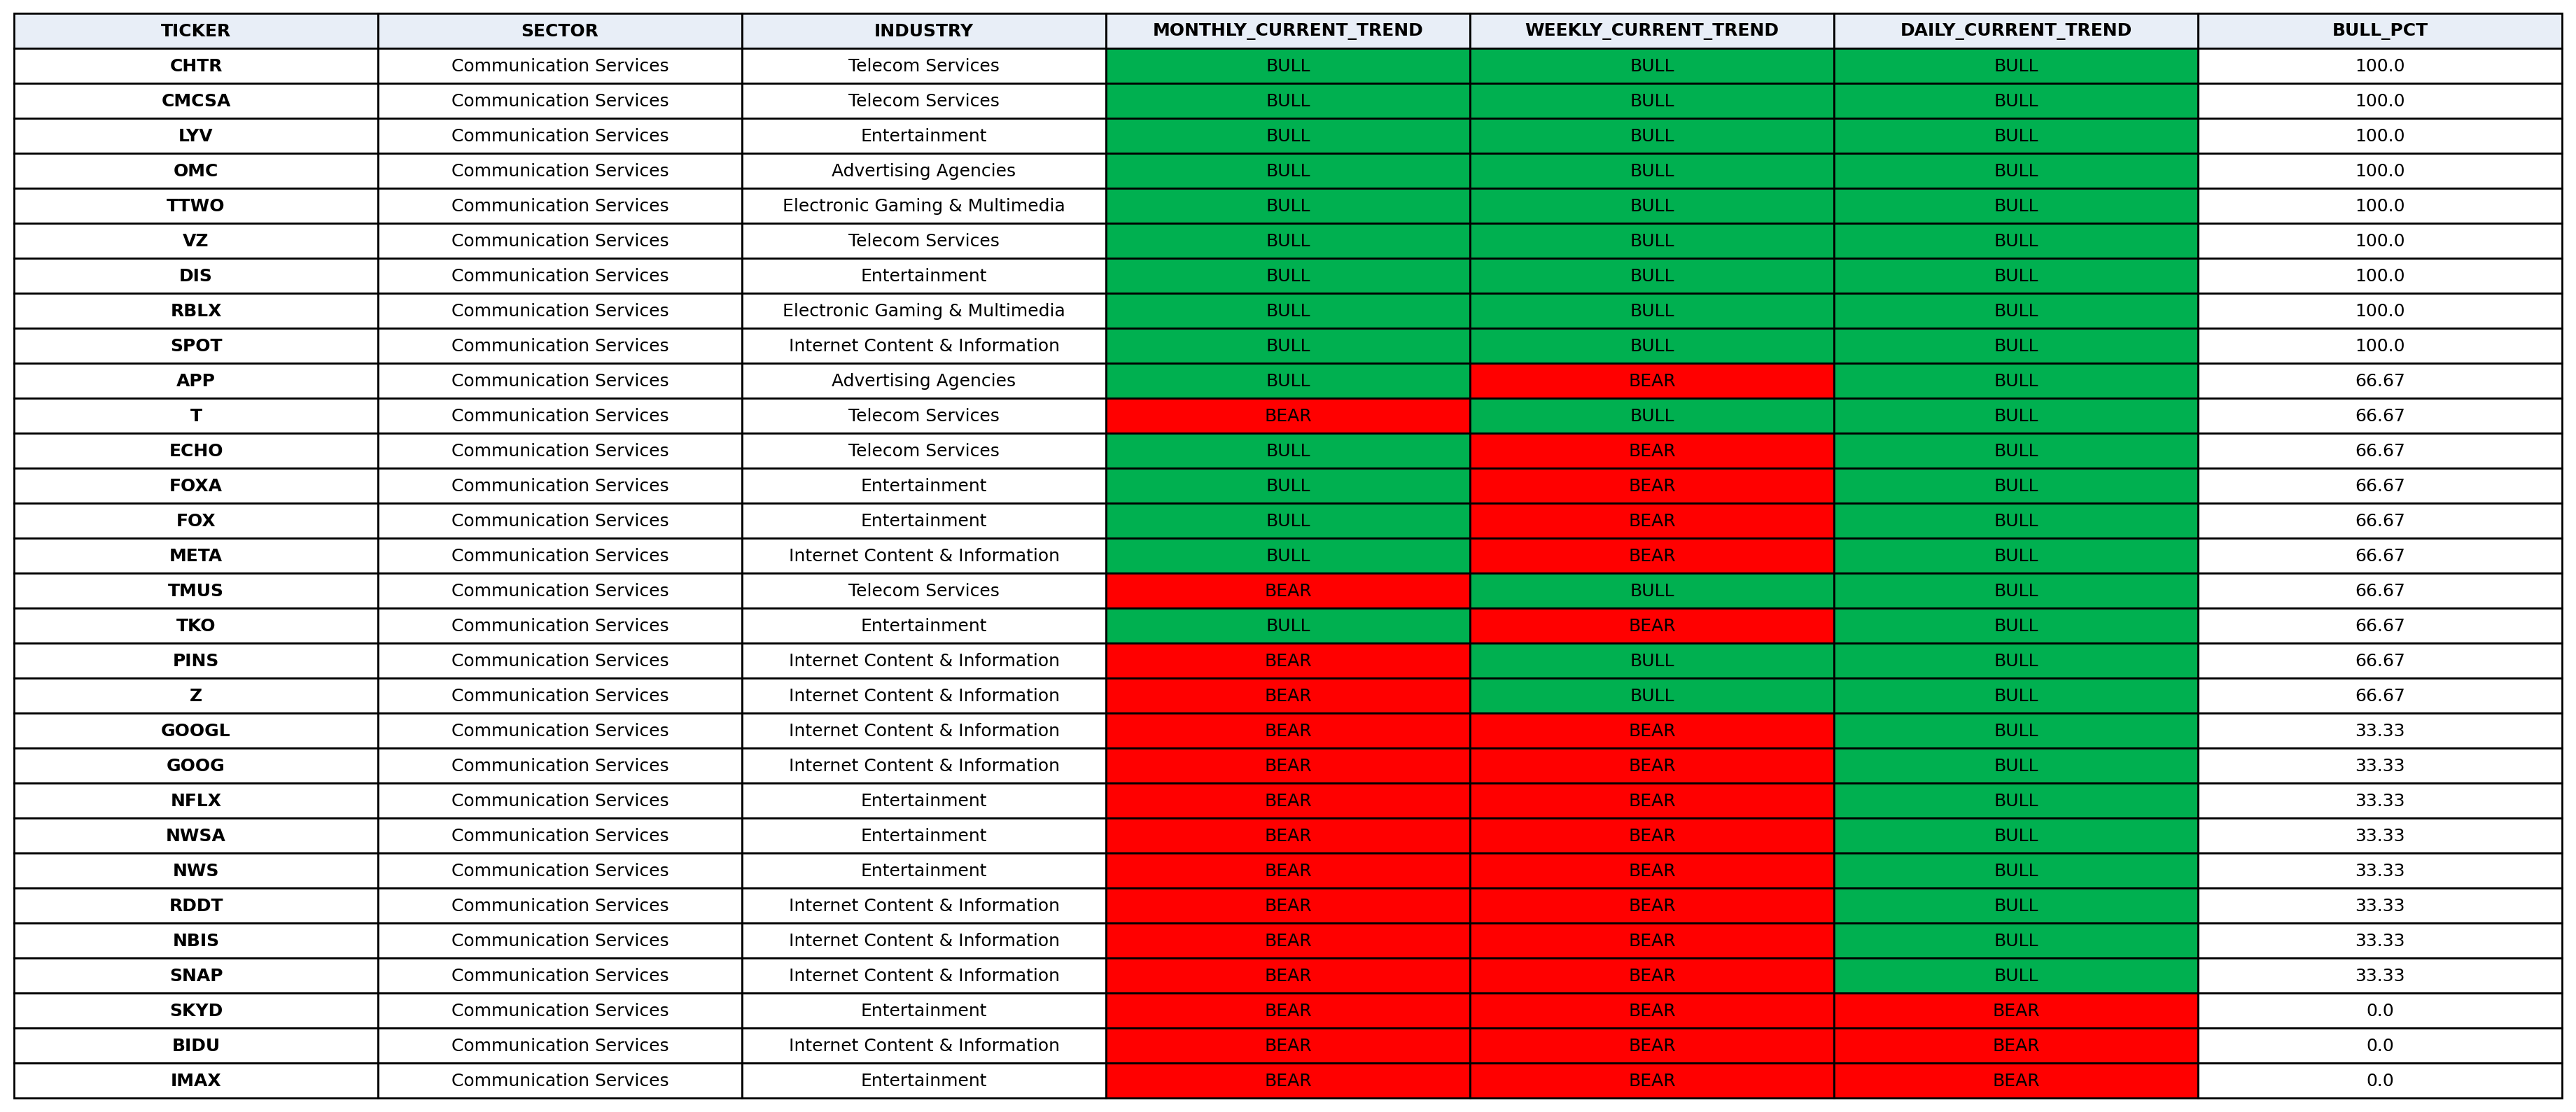 TICKER SECTOR INDUSTRY MONTHLY_CURRENT_TREND WEEKLY_CURRENT_TREND DAILY_CURRENT_TREND BULL_PCT
CHTR Communication Services Telecom Services BULL BULL BULL 100.0
CMCSA Communication Services Telecom Services BULL BULL BULL 100.0
LYV Communication Services Entertainment BULL BULL BULL 100.0
OMC Communication Services Advertising Agencies BULL BULL BULL 100.0
TTWO Communication Services Electronic Gaming & Multimedia BULL BULL BULL 100.0
VZ Communication Services Telecom Services BULL BULL BULL 100.0
DIS Communication Services Entertainment BULL BULL BULL 100.0
RBLX Communication Services Electronic Gaming & Multimedia BULL BULL BULL 100.0
SPOT Communication Services Internet Content & Information BULL BULL BULL 100.0
APP Communication Services Advertising Agencies BULL BEAR BULL 66.67
T Communication Services Telecom Services BEAR BULL BULL 66.67
ECHO Communication Services Telecom Services BULL BEAR BULL 66.67
FOXA Communication Services Entertainment BULL BEAR BULL 66.67
FOX Communication Services Entertainment BULL BEAR BULL 66.67
META Communication Services Internet Content & Information BULL BEAR BULL 66.67
TMUS Communication Services Telecom Services BEAR BULL BULL 66.67
TKO Communication Services Entertainment BULL BEAR BULL 66.67
PINS Communication Services Internet Content & Information BEAR BULL BULL 66.67
Z Communication Services Internet Content & Information BEAR BULL BULL 66.67
GOOGL Communication Services Internet Content & Information BEAR BEAR BULL 33.33
GOOG Communication Services Internet Content & Information BEAR BEAR BULL 33.33
NFLX Communication Services Entertainment BEAR BEAR BULL 33.33
NWSA Communication Services Entertainment BEAR BEAR BULL 33.33
NWS Communication Services Entertainment BEAR BEAR BULL 33.33
RDDT Communication Services Internet Content & Information BEAR BEAR BULL 33.33
NBIS Communication Services Internet Content & Information BEAR BEAR BULL 33.33
SNAP Communication Services Internet Content & Information BEAR BEAR BULL 33.33
SKYD Communication Services Entertainment BEAR BEAR BEAR 0.0
BIDU Communication Services Internet Content & Information BEAR BEAR BEAR 0.0
IMAX Communication Services Entertainment BEAR BEAR BEAR 0.0